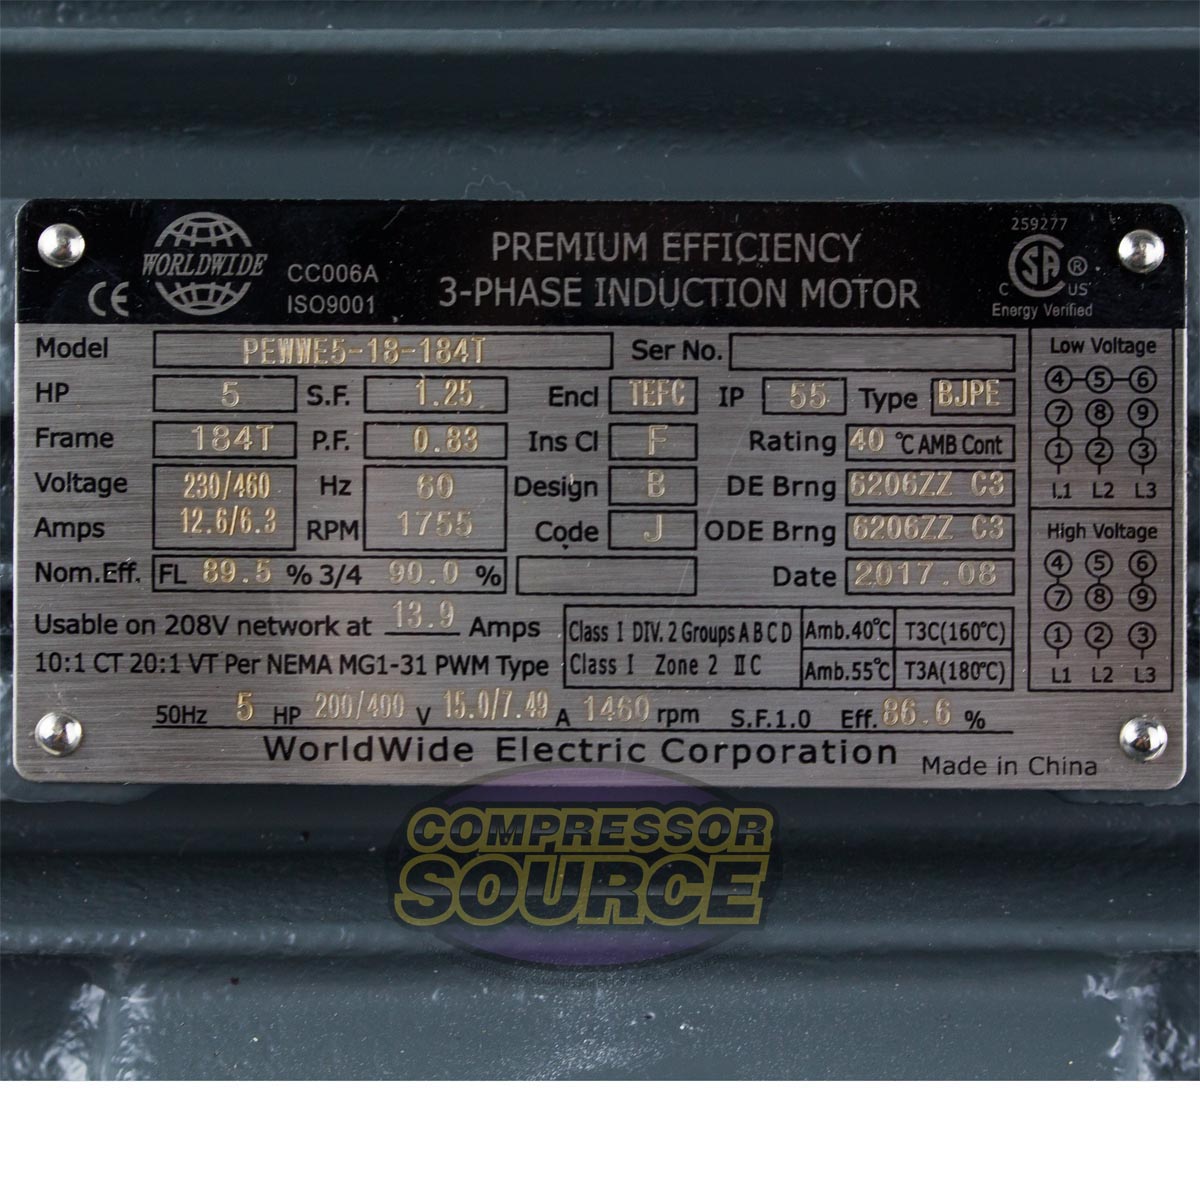 259277
WORLDWIDE
CC006A
CE
ISO9001
PREMIUM EFFICIENCY
3-PHASE INDUCTION MOTOR
SA ®
C US
Energy Verified
Model PEWWE5-18-184T Ser No.
HP 5 S.F. 1.25 Encl TEFC IP 55 Type BJPE
Frame 184T P.F. 0.83 Ins Cl F Rating 40 °C AMB Cont
Voltage 230/460 Hz 60 Design B DE Brng 6206ZZ C3
Amps 12.6/6.3 RPM 1755 Code J ODE Brng 6206ZZ C3
Nom.Eff. FL 89.5 % 3/4 90.0 % Date 2017.08
Usable on 208V network at 13.9 Amps
10:1 CT 20:1 VT Per NEMA MG1-31 PWM Type
Class I DIV. 2 Groups A B C D Amb.40°C T3C(160°C)
Class I Zone 2 IIC Amb.55°C T3A(180°C)
50Hz 5 HP 200/400 V 15.0/7.49 A 1460 rpm S.F.1.0 Eff. 86.6 %
WorldWide Electric Corporation
Made in China
Low Voltage
4 5 6
7 8 9
1 2 3
L1 L2 L3
High Voltage
4 5 6
7 8 9
1 2 3
L1 L2 L3
COMPRESSOR
SOURCE